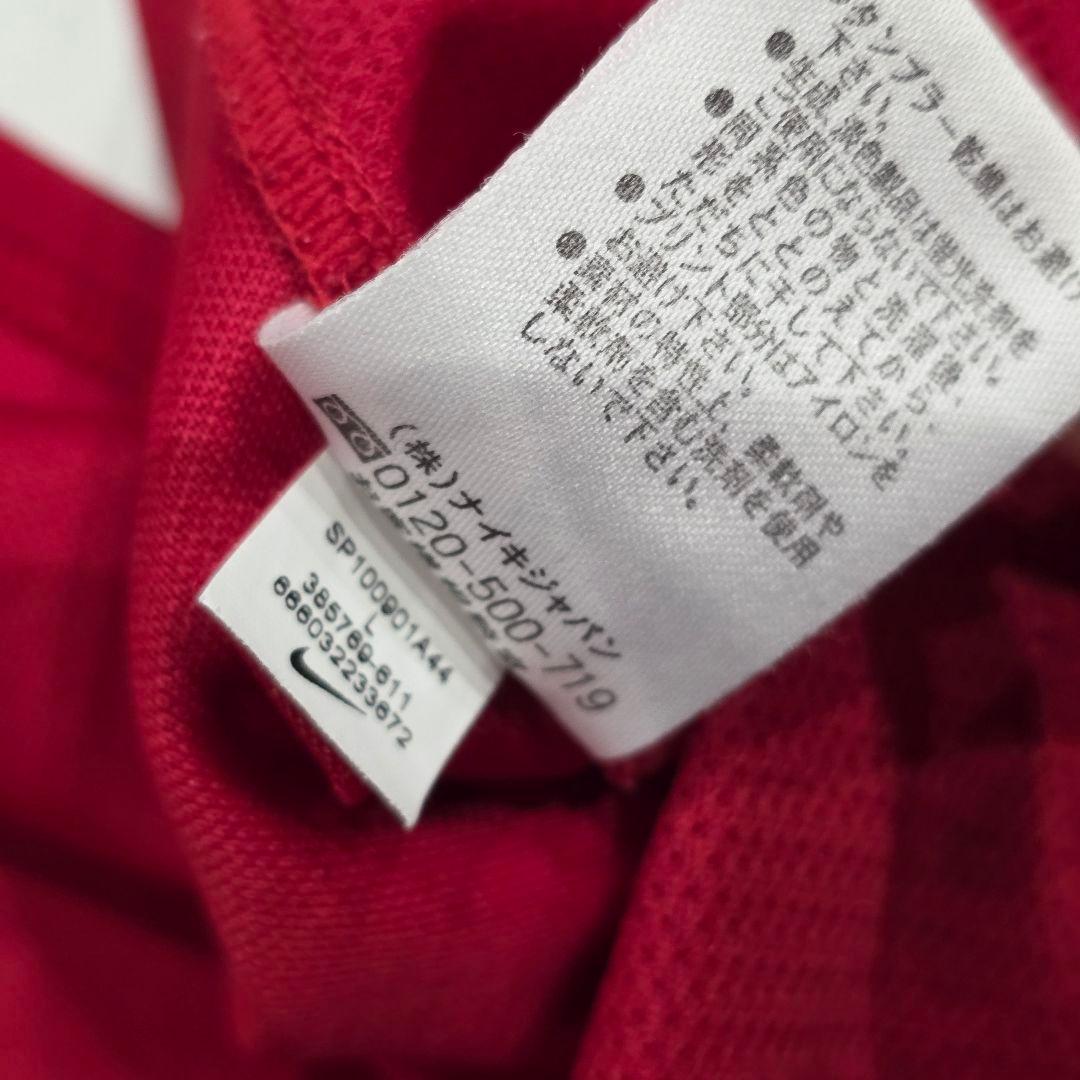 タンブラー乾燥はお避け
下さい。
●生成、淡色製品は蛍光剤を
ご使用にならないで下さい。
●同系色の物と洗濯後、
形をととのえてから、
ただちに干して下さい。
●プリント部分はアイロンを
お避け下さい。
●素材の特性上、柔軟剤や
柔軟剤を含む洗剤を使用
しないで下さい。
(株)ナイキジャパン
0120-500-719
SP100901A44
L
385769-611
666032233672